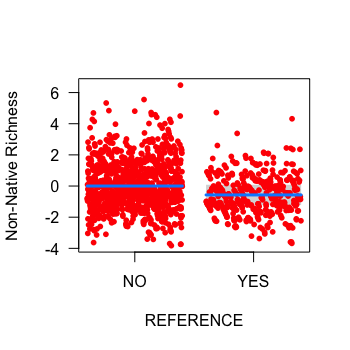 Non-Native Richness
6
4
2
0
-2
-4
NO YES
REFERENCE